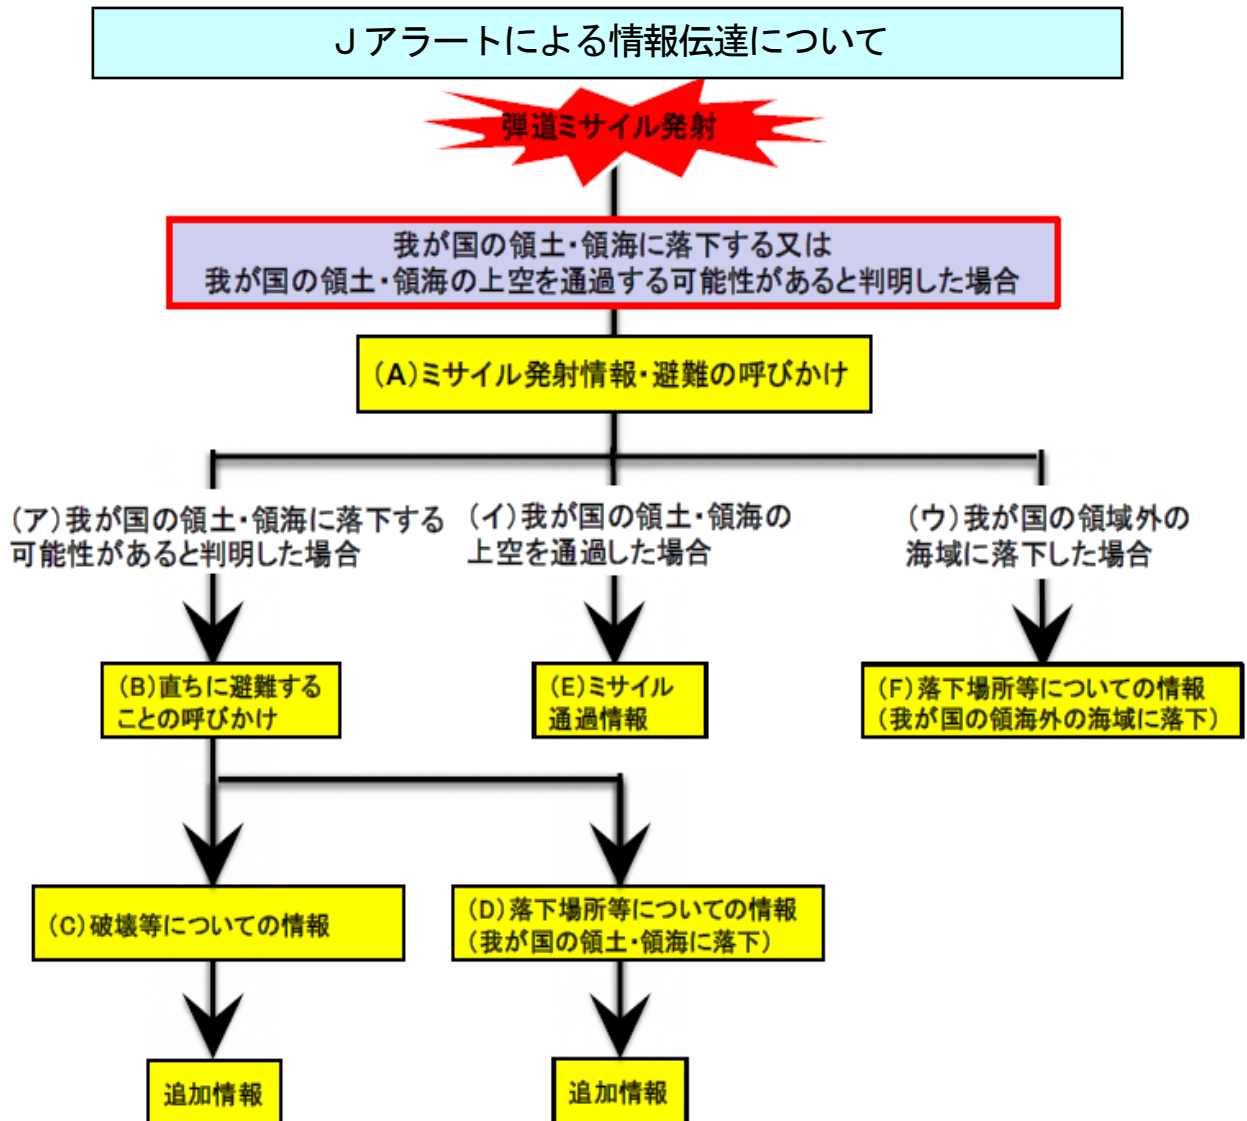 Jアラートによる情報伝達について
弾道ミサイル発射
我が国の領土・領海に落下する又は
我が国の領土・領海の上空を通過する可能性があると判明した場合
(A)ミサイル発射情報・避難の呼びかけ
(ア)我が国の領土・領海に落下する
可能性があると判明した場合
(イ)我が国の領土・領海の
上空を通過した場合
(ウ)我が国の領域外の
海域に落下した場合
(B)直ちに避難する
ことの呼びかけ
(E)ミサイル
通過情報
(F)落下場所等についての情報
(我が国の領海外の海域に落下)
(C)破壊等についての情報
(D)落下場所等についての情報
(我が国の領土・領海に落下)
追加情報
追加情報